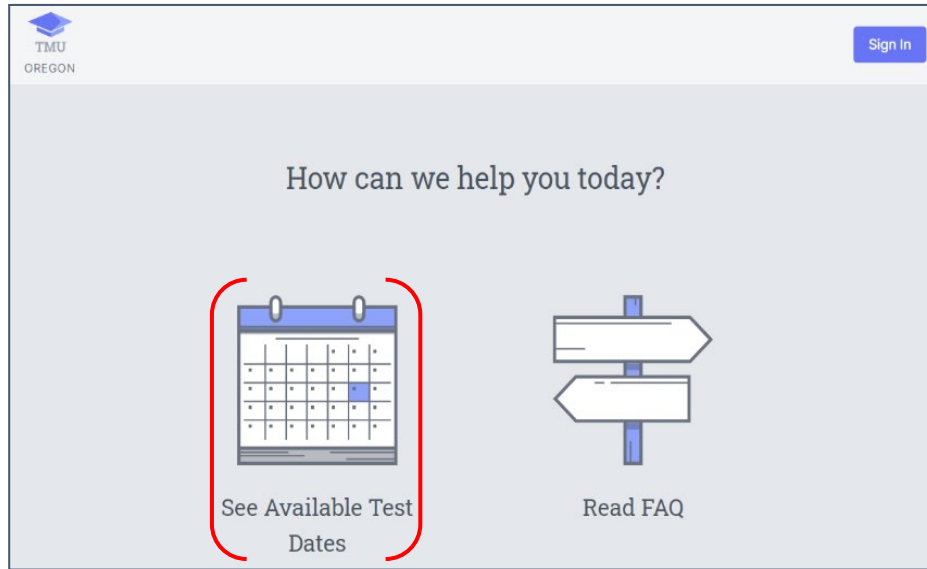 TMU
OREGON
Sign In
How can we help you today?
See Available Test
Dates
Read FAQ